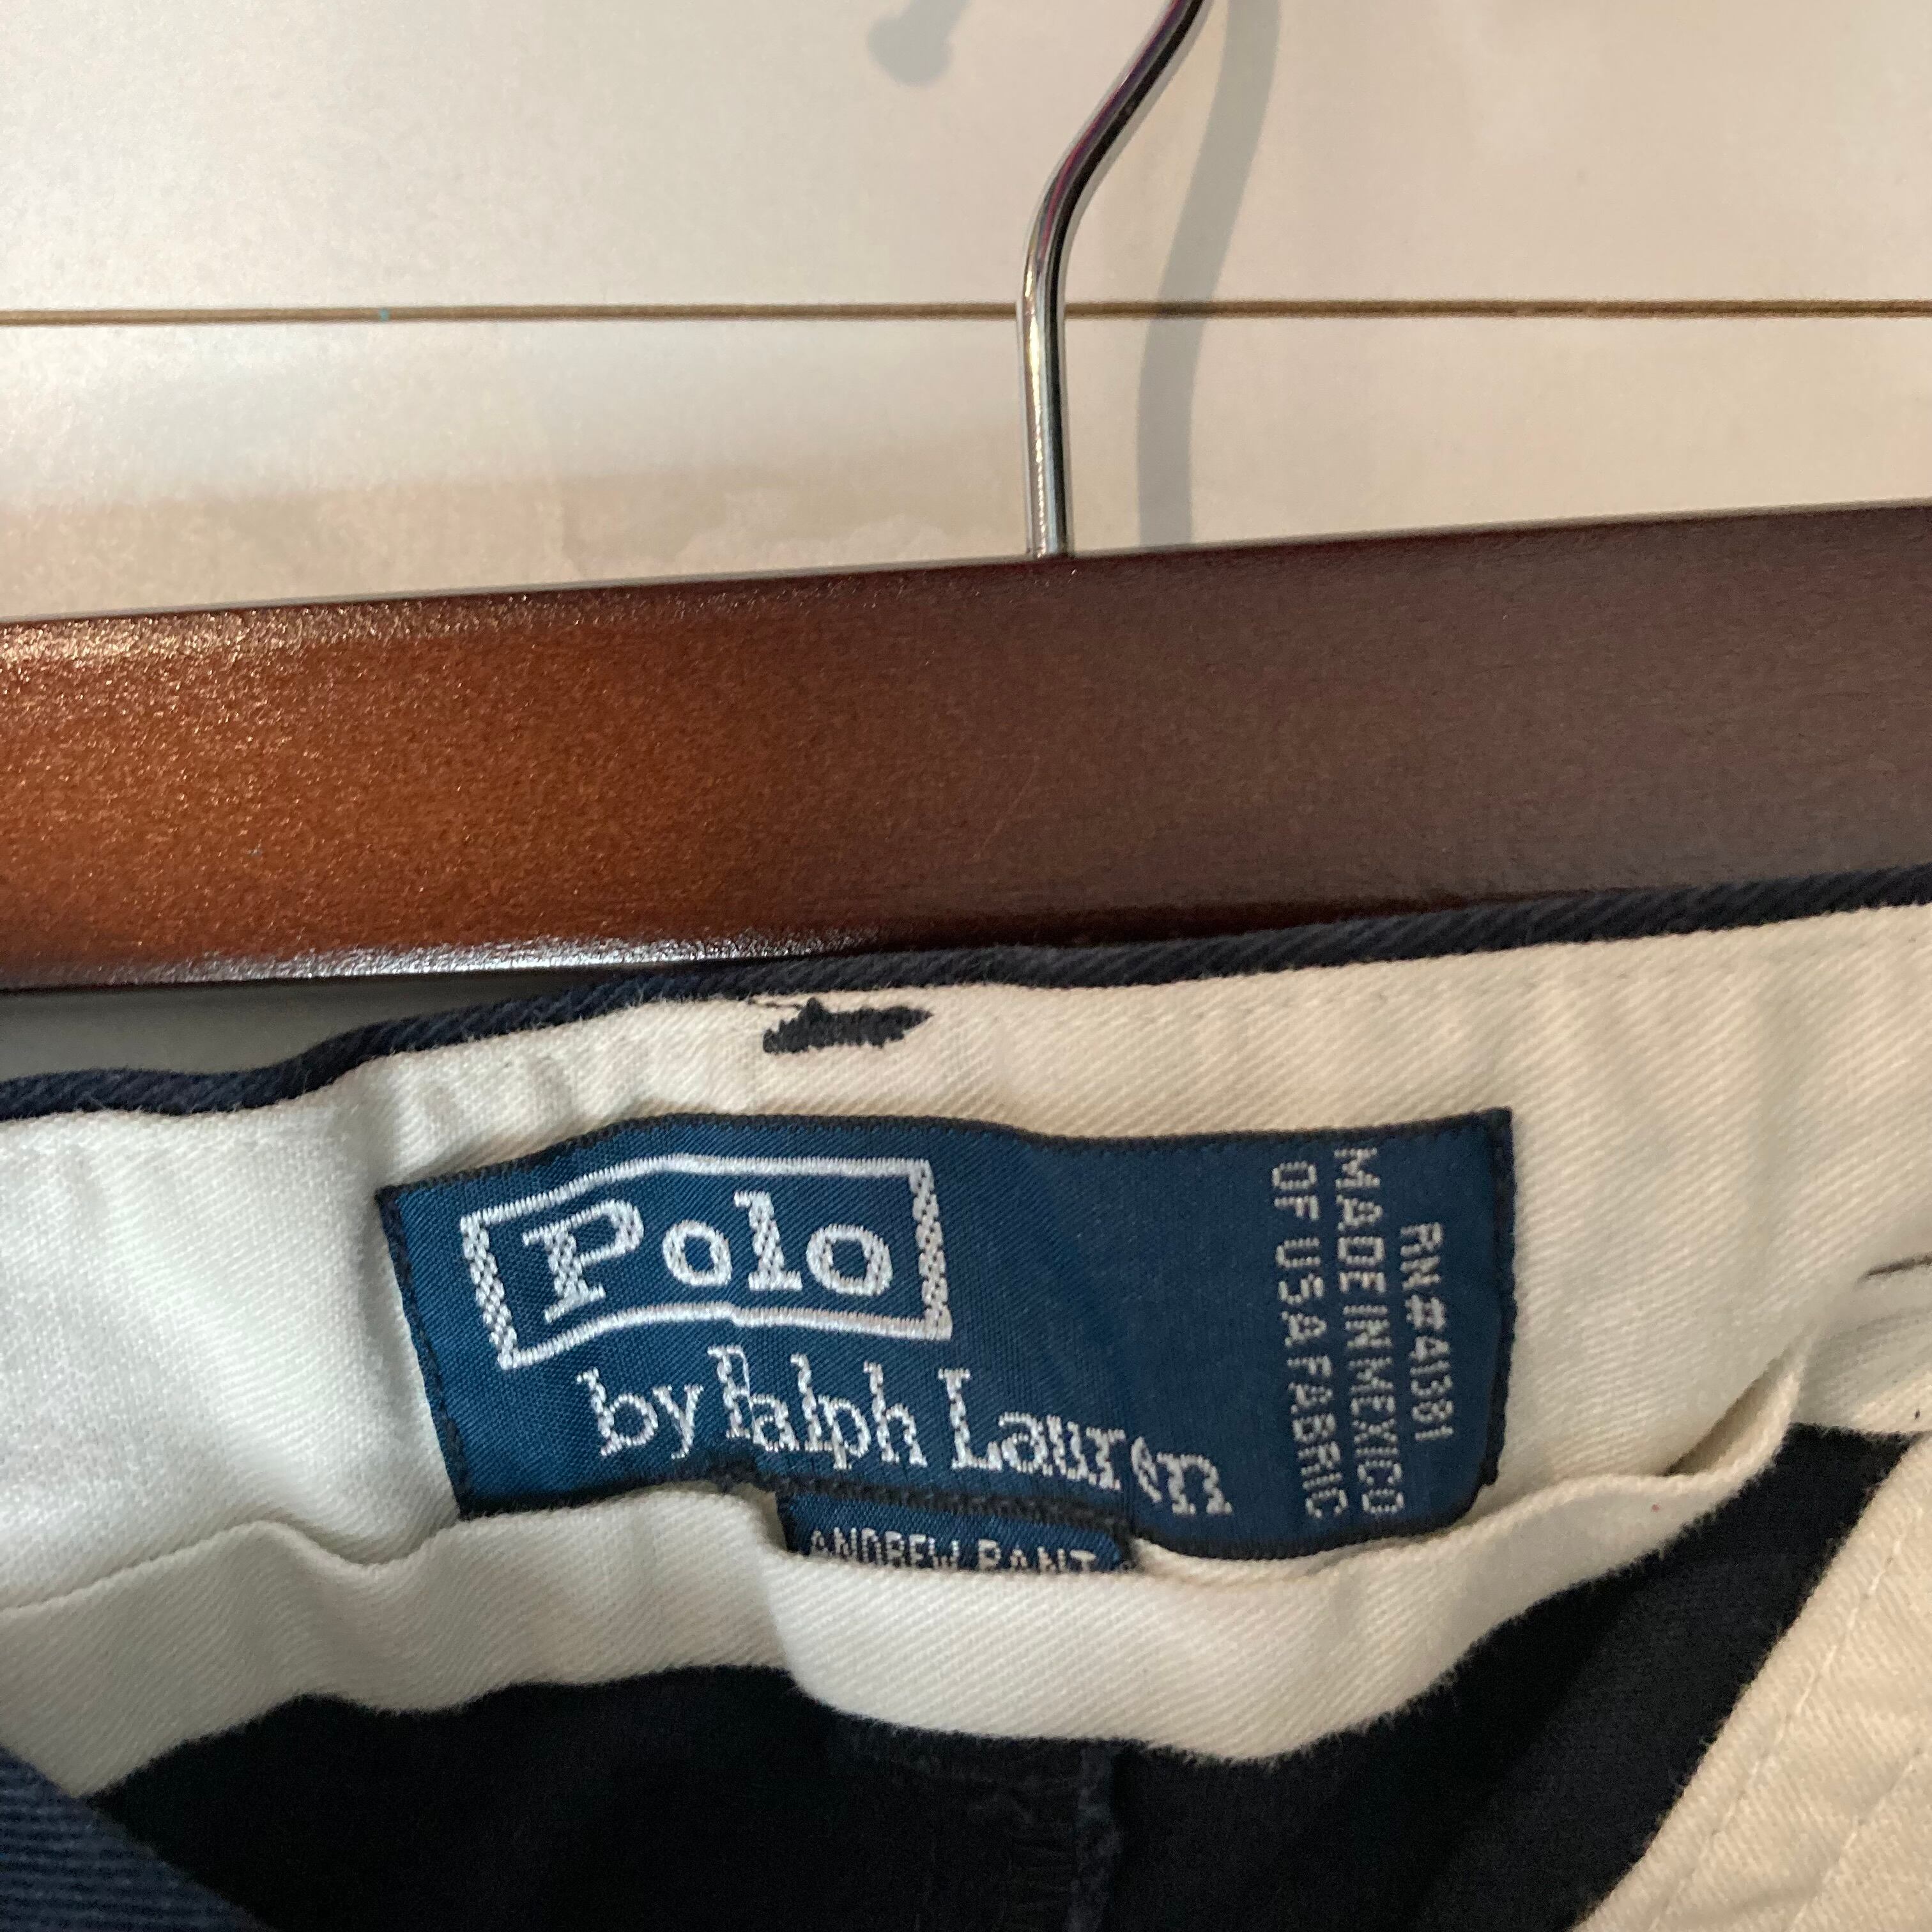 Polo
by Ralph Lauren
RN#41381
MADE IN MEXICO
OF USA FABRIC
ANDREW PANT